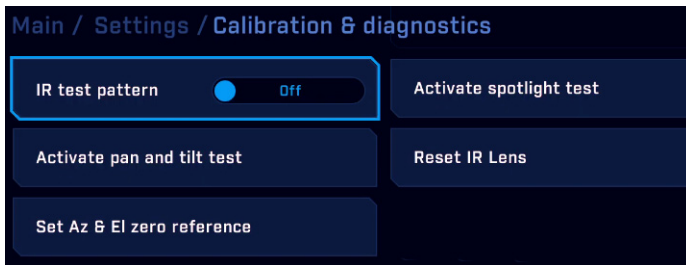 Main / Settings / Calibration & diagnostics
IR test pattern
Off
Activate spotlight test
Activate pan and tilt test
Reset IR Lens
Set Az & El zero reference